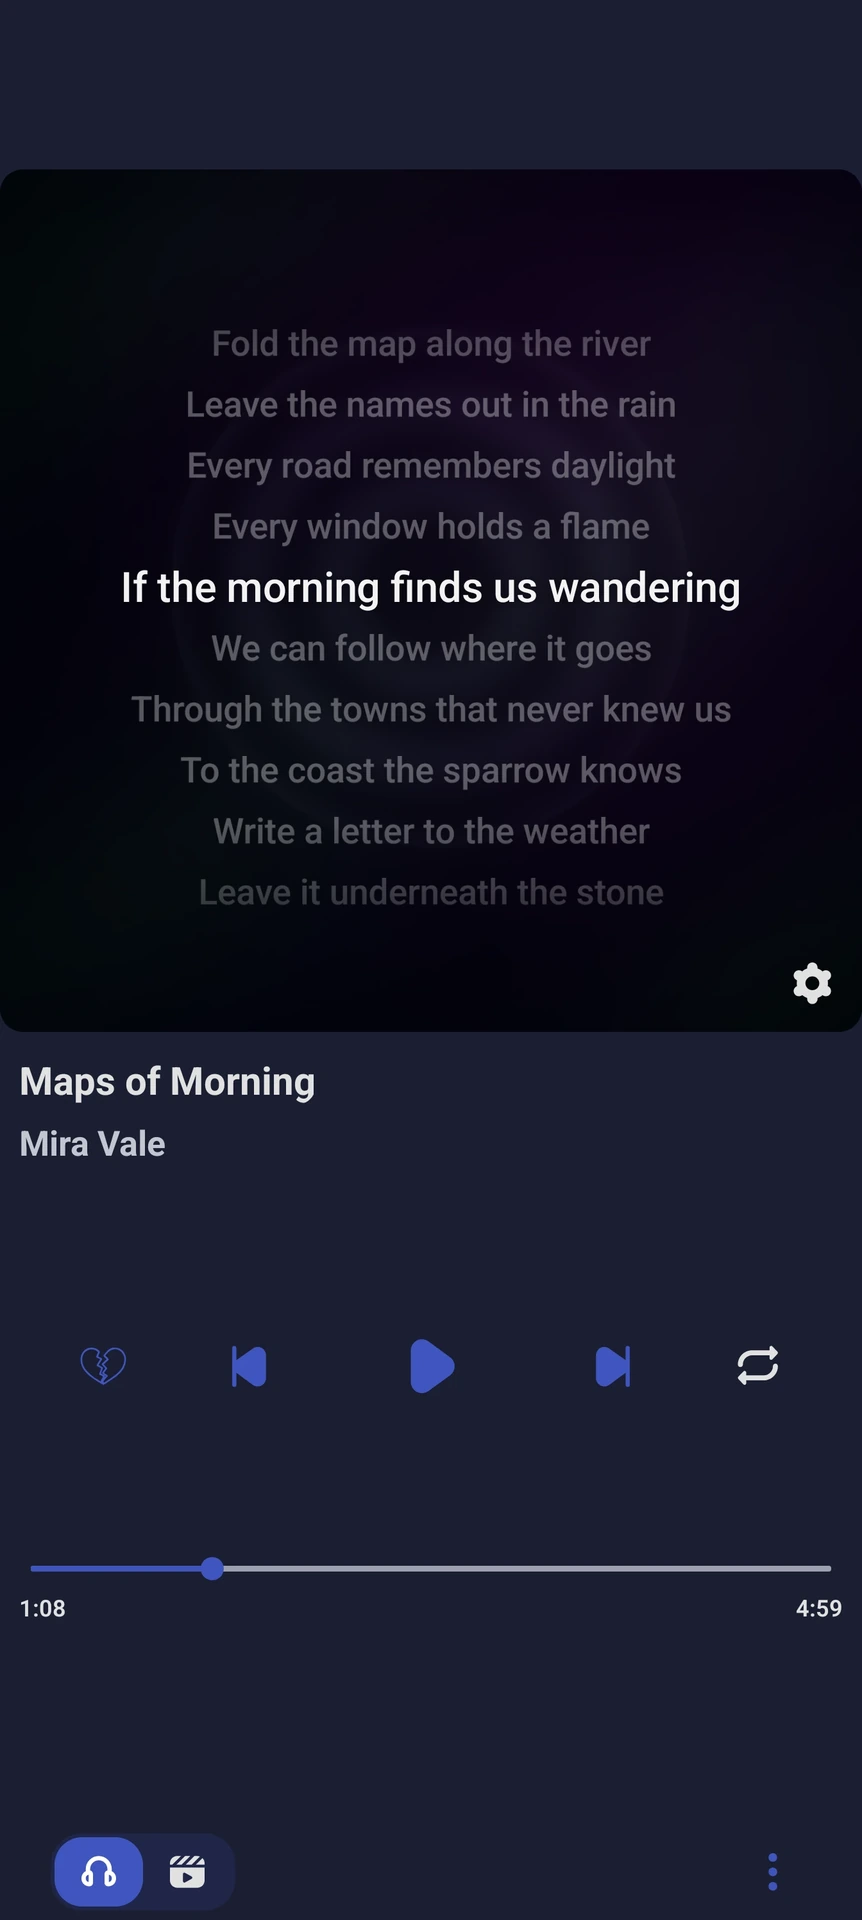 Fold the map along the river
Leave the names out in the rain
Every road remembers daylight
Every window holds a flame
If the morning finds us wandering
We can follow where it goes
Through the towns that never knew us
To the coast the sparrow knows
Write a letter to the weather
Leave it underneath the stone
Maps of Morning
Mira Vale
1:08
4:59